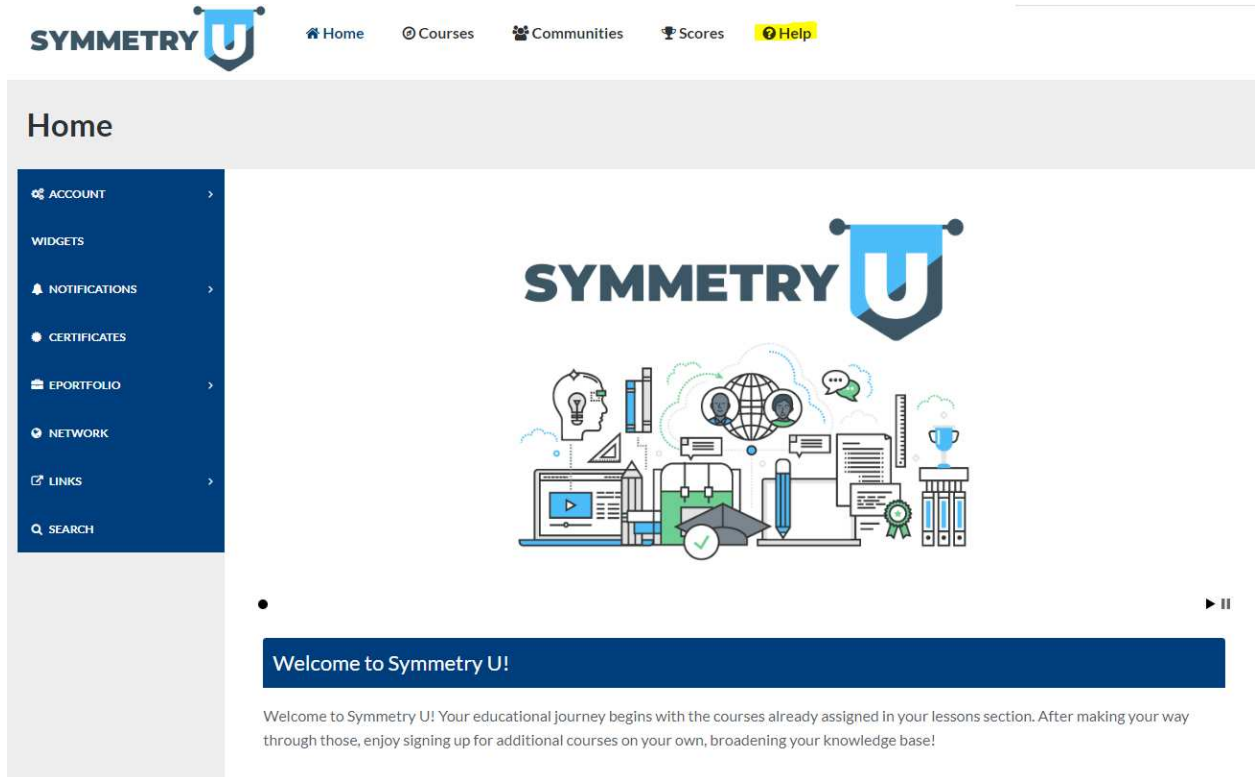 SYMMETRY U
Home Courses Communities Scores Help
Home
ACCOUNT
WIDGETS
NOTIFICATIONS
CERTIFICATES
EPORTFOLIO
NETWORK
LINKS
SEARCH
SYMMETRY U
Welcome to Symmetry U!
Welcome to Symmetry U! Your educational journey begins with the courses already assigned in your lessons section. After making your way
through those, enjoy signing up for additional courses on your own, broadening your knowledge base!